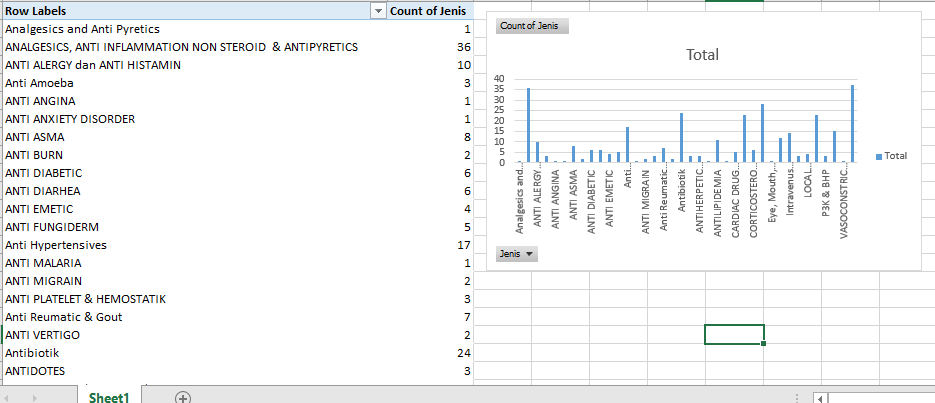 Row Labels Count of Jenis
Analgesics and Anti Pyretics 1
ANALGESICS, ANTI INFLAMMATION NON STEROID & ANTIPYRETICS 36
ANTI ALERGY dan ANTI HISTAMIN 10
Anti Amoeba 3
ANTI ANGINA 1
ANTI ANXIETY DISORDER 1
ANTI ASMA 8
ANTI BURN 2
ANTI DIABETIC 6
ANTI DIARHEA 6
ANTI EMETIC 4
ANTI FUNGIDERM 5
Anti Hypertensives 17
ANTI MALARIA 1
ANTI MIGRAIN 2
ANTI PLATELET & HEMOSTATIK 3
Anti Reumatic & Gout 7
ANTI VERTIGO 2
Antibiotik 24
ANTIDOTES 3
Sheet1
Count of Jenis
Total
40
35
30
25
20
15
10
5
0
Analgesics and...
ANTI ALERGY...
ANTI ANGINA
ANTI ASMA
ANTI DIABETIC
ANTI EMETIC
Anti...
ANTI MIGRAIN
Anti Reumatic...
Antibiotik
ANTIHERPETIC...
ANTILIPIDEMIA
CARDIAC DRUG...
CORTICOSTERO...
Eye, Mouth,...
Intravenus...
LOCAL...
P3K & BHP
VASOCONSTRIC...
Total
Jenis